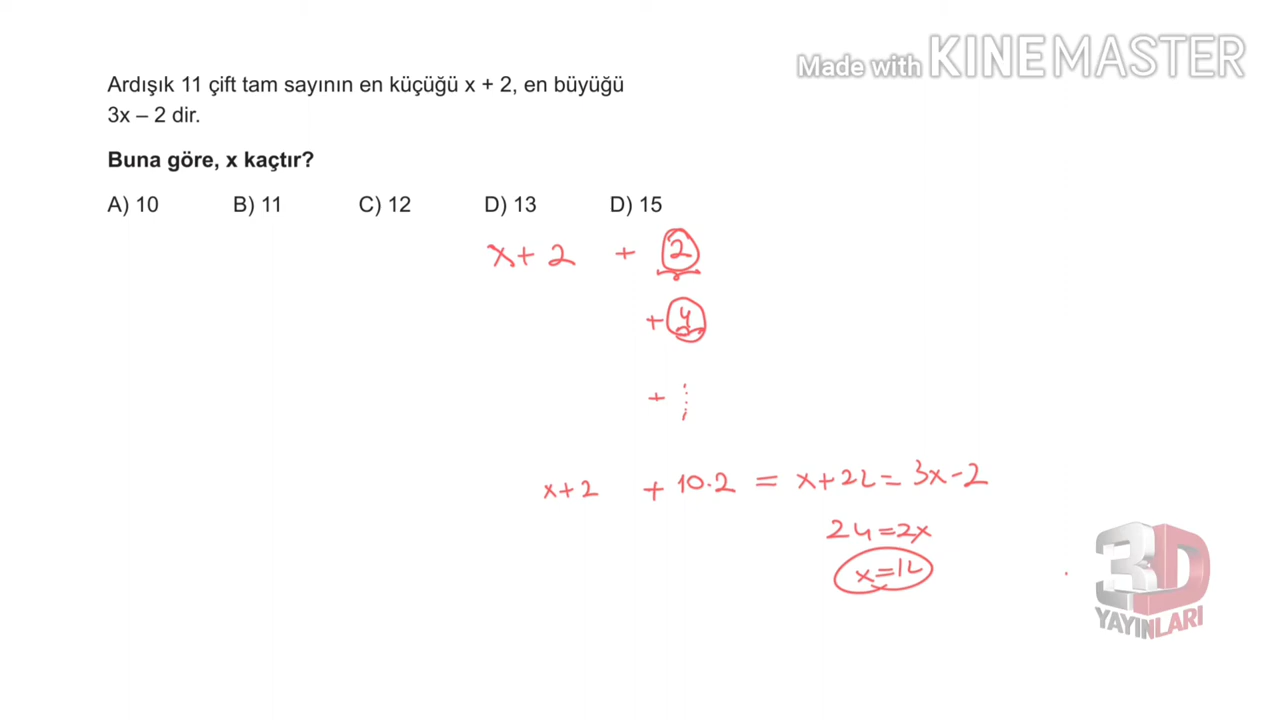 Made with KINEMASTER
Ardışık 11 çift tam sayının en küçüğü x + 2, en büyüğü
3x – 2 dir.
Buna göre, x kaçtır?
A) 10 B) 11 C) 12 D) 13 D) 15
x + 2 + 2
+ 4
+ ⋮
x + 2 + 10.2 = x + 22 = 3x - 2
24 = 2x
x = 12
3D
YAYINLARI